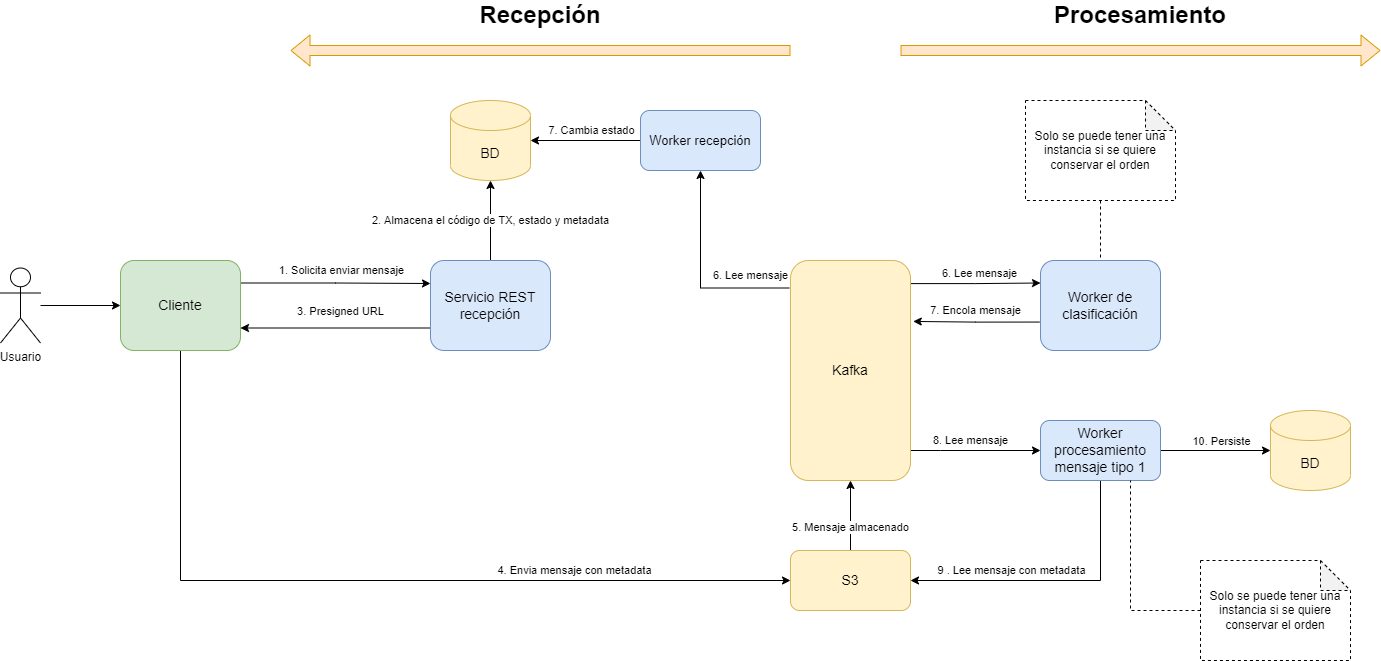 Recepción
Procesamiento
BD
7. Cambia estado
Worker recepción
Solo se puede tener una
instancia si se quiere
conservar el orden
2. Almacena el código de TX, estado y metadata
Usuario
Cliente
1. Solicita enviar mensaje
3. Presigned URL
Servicio REST
recepción
6. Lee mensaje
Kafka
6. Lee mensaje
7. Encola mensaje
Worker de
clasificación
8. Lee mensaje
Worker
procesamiento
mensaje tipo 1
10. Persiste
BD
5. Mensaje almacenado
4. Envia mensaje con metadata
S3
9 . Lee mensaje con metadata
Solo se puede tener una
instancia si se quiere
conservar el orden